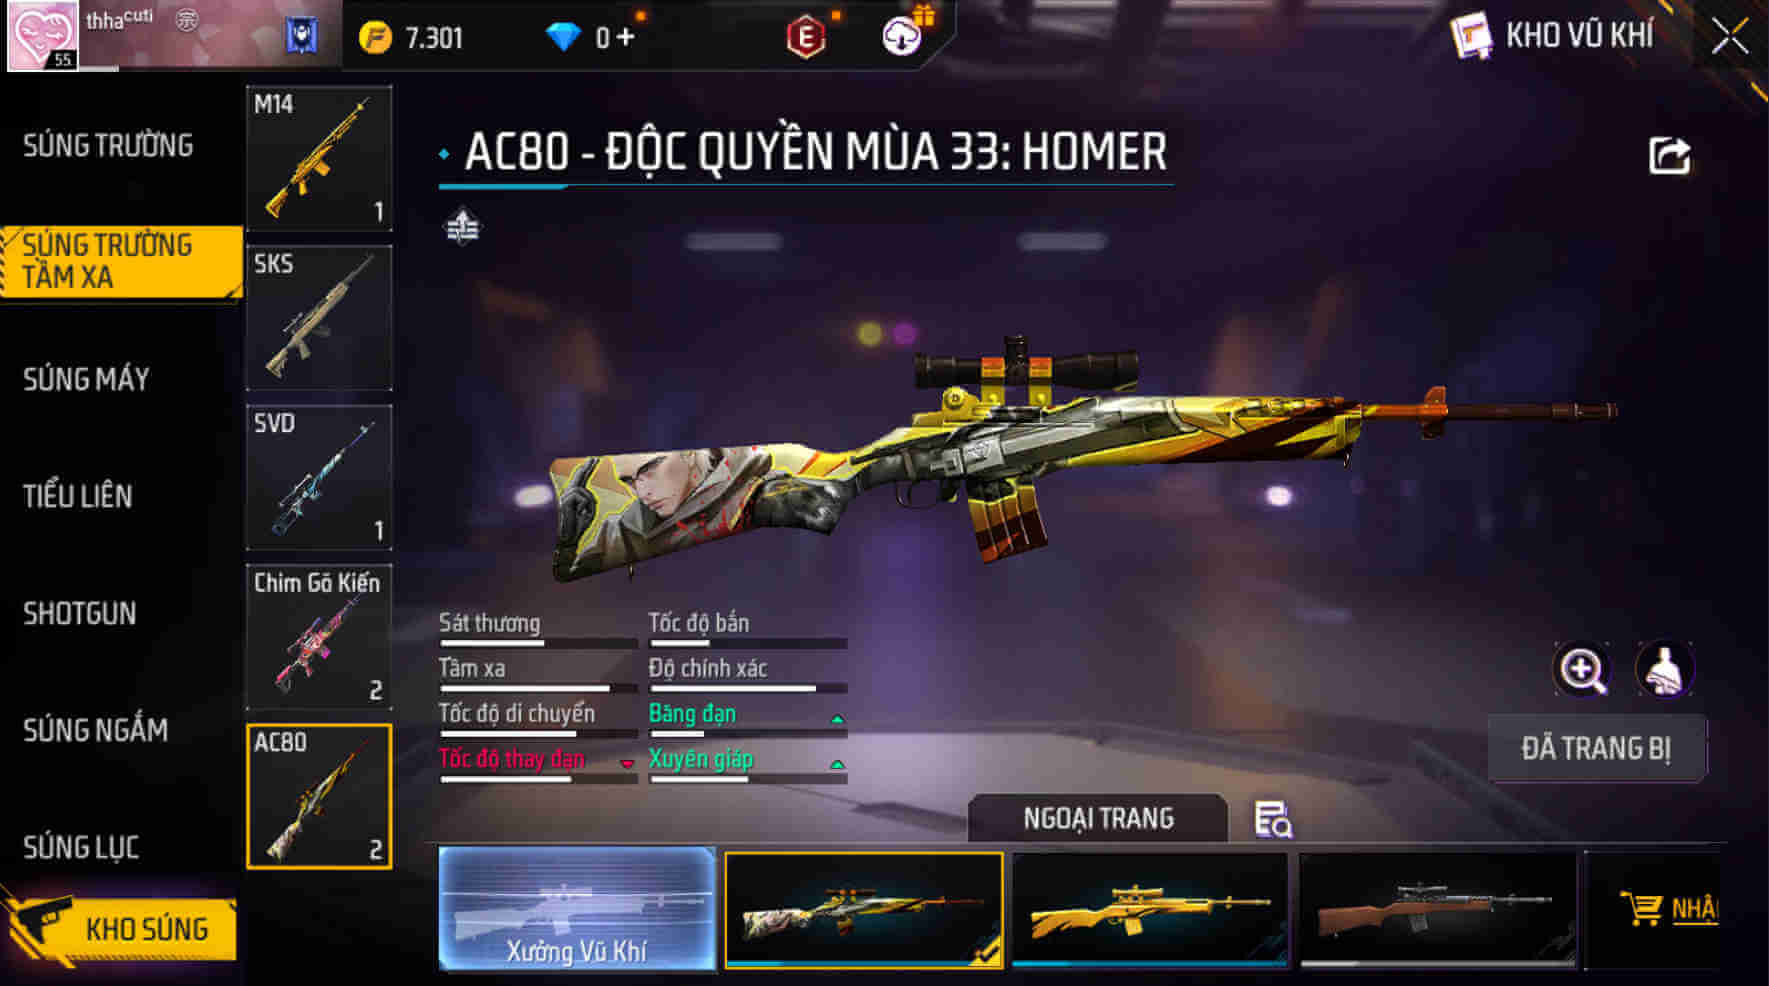 thhacuti 宗
55
7.301
0 +
E
KHO VŨ KHÍ
SÚNG TRƯỜNG
SÚNG TRƯỜNG
TẦM XA
SÚNG MÁY
TIỂU LIÊN
SHOTGUN
SÚNG NGẮM
SÚNG LỤC
KHO SÚNG
M14
1
SKS
SVD
1
Chim Gõ Kiến
2
AC80
2
AC80 - ĐỘC QUYỀN MÙA 33: HOMER
Sát thương
Tốc độ bắn
Tầm xa
Độ chính xác
Tốc độ di chuyển
Băng đạn
Tốc độ thay đạn
Xuyên giáp
ĐÃ TRANG BỊ
NGOẠI TRANG
Xưởng Vũ Khí
NHẬ